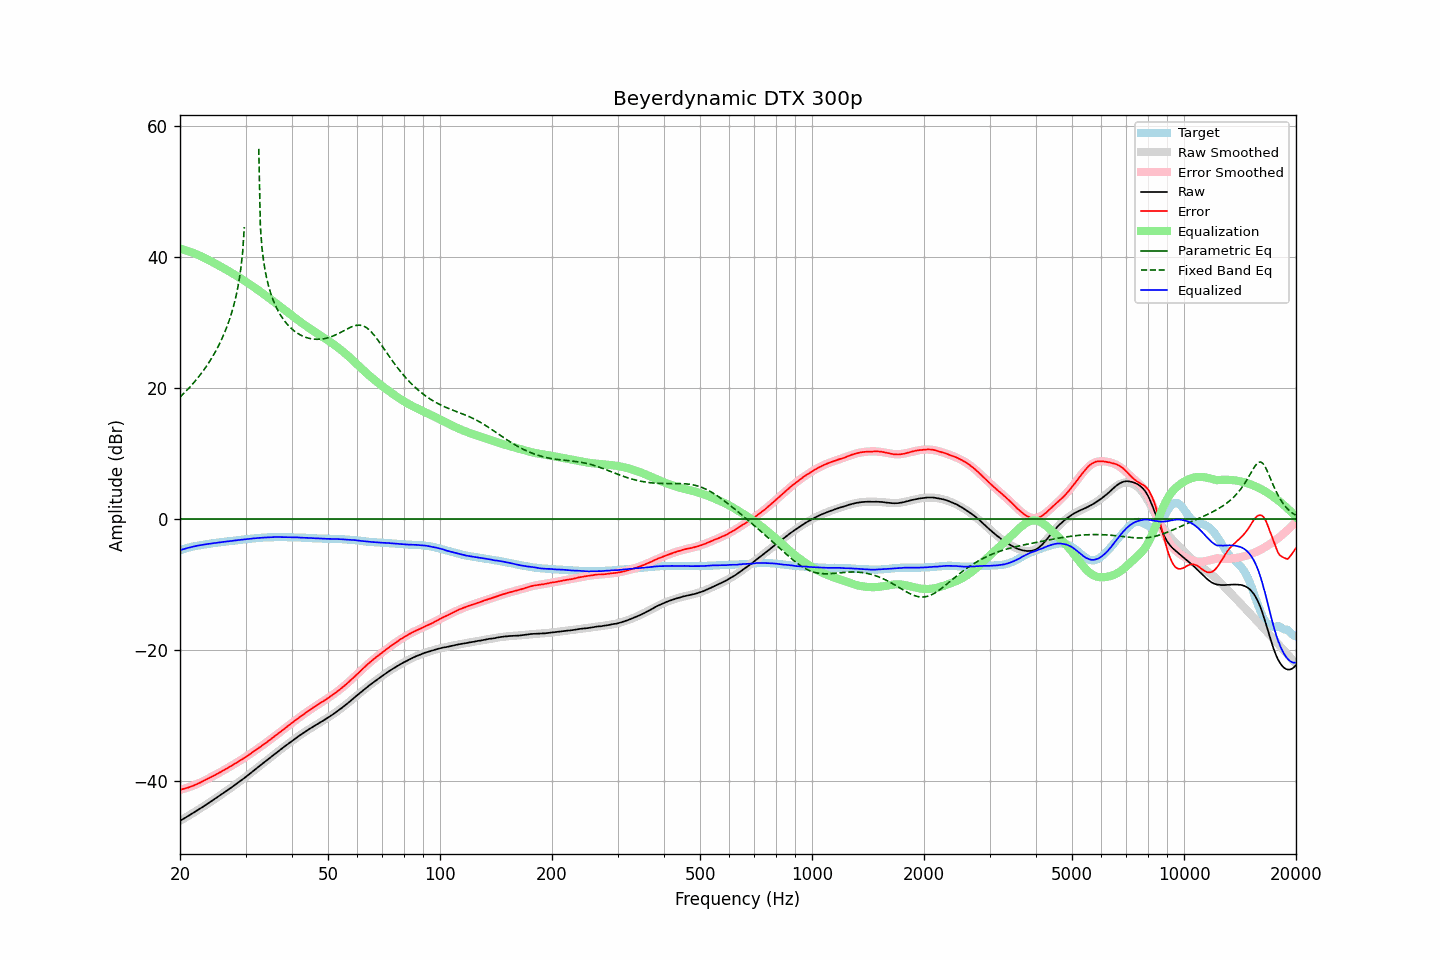 Beyerdynamic DTX 300p
60
40
20
0
−20
−40
Amplitude (dBr)
Target
Raw Smoothed
Error Smoothed
Raw
Error
Equalization
Parametric Eq
Fixed Band Eq
Equalized
20 50 100 200 500 1000 2000 5000 10000 20000
Frequency (Hz)